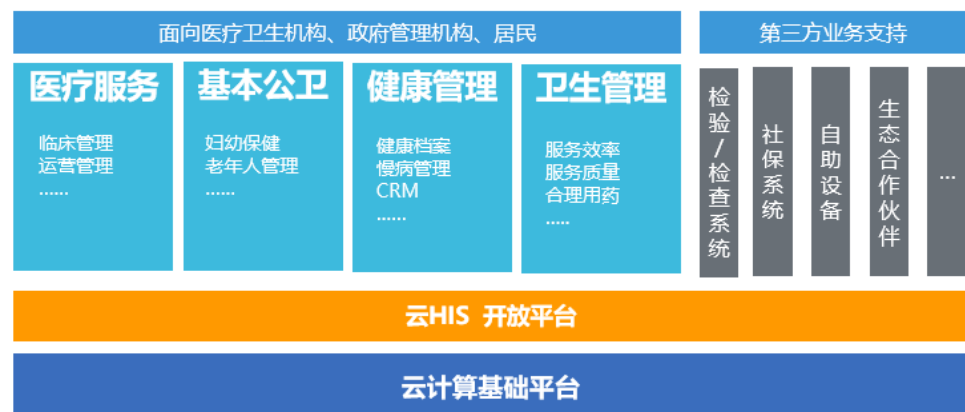 面向医疗卫生机构、政府管理机构、居民
第三方业务支持
医疗服务
临床管理
运营管理
......
基本公卫
妇幼保健
老年人管理
......
健康管理
健康档案
慢病管理
CRM
......
卫生管理
服务效率
服务质量
合理用药
.....
检验/检查系统
社保系统
自助设备
生态合作伙伴
...
云HIS 开放平台
云计算基础平台